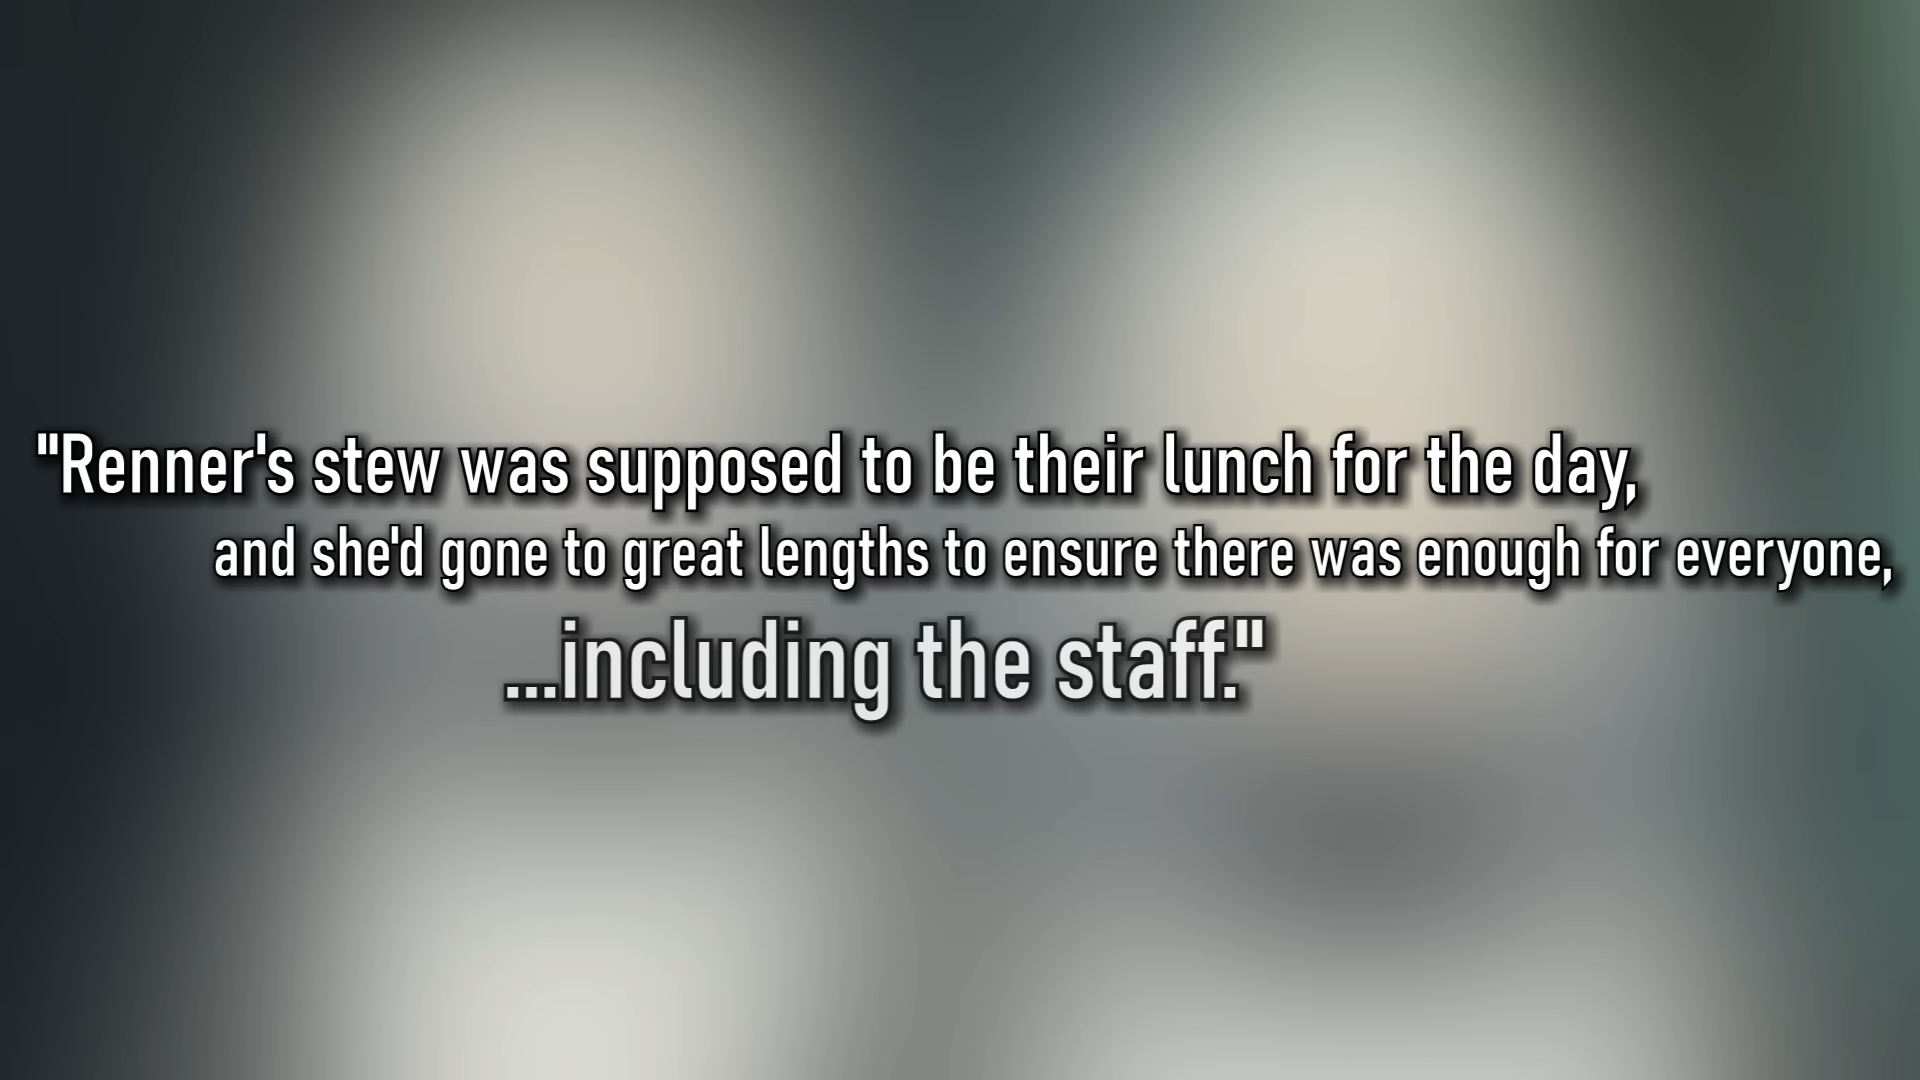 "Renner's stew was supposed to be their lunch for the day,
and she'd gone to great lengths to ensure there was enough for everyone,
...including the staff."